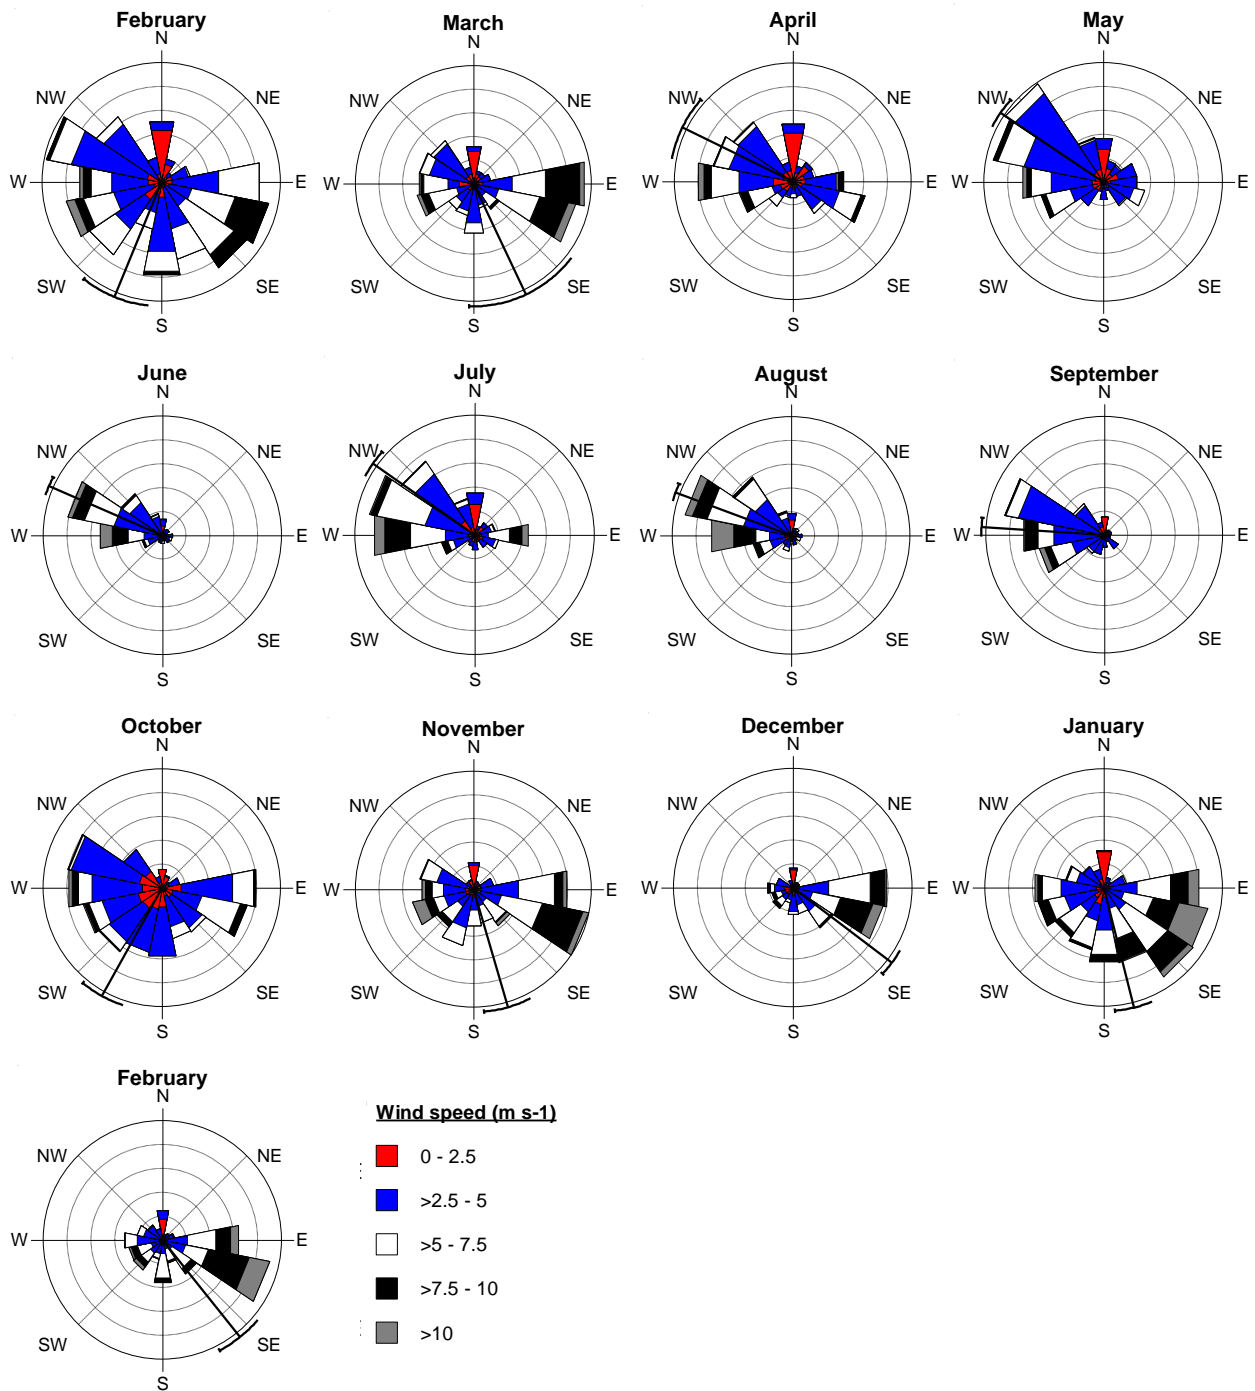 February
N
NW
NE
W
E
SW
SE
S
March
N
NW
NE
W
E
SW
SE
S
April
N
NW
NE
W
E
SW
SE
S
May
N
NW
NE
W
E
SW
SE
S
June
N
NW
NE
W
E
SW
SE
S
July
N
NW
NE
W
E
SW
SE
S
August
N
NW
NE
W
E
SW
SE
S
September
N
NW
NE
W
E
SW
SE
S
October
N
NW
NE
W
E
SW
SE
S
November
N
NW
NE
W
E
SW
SE
S
December
N
NW
NE
W
E
SW
SE
S
January
N
NW
NE
W
E
SW
SE
S
February
N
NW
NE
W
E
SW
SE
S
Wind speed (m s-1)
0 - 2.5
>2.5 - 5
>5 - 7.5
>7.5 - 10
>10